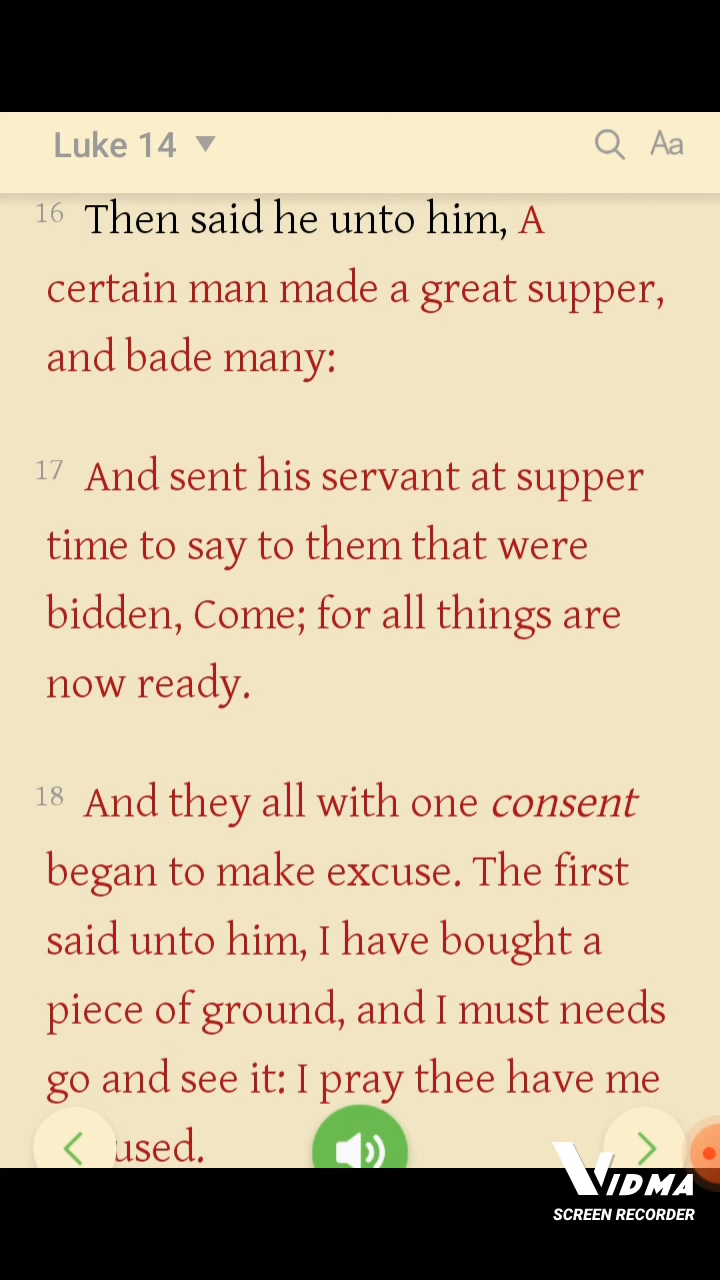 Luke 14
Aa
16 Then said he unto him, A
certain man made a great supper,
and bade many:
17 And sent his servant at supper
time to say to them that were
bidden, Come; for all things are
now ready.
18 And they all with one consent
began to make excuse. The first
said unto him, I have bought a
piece of ground, and I must needs
go and see it: I pray thee have me
used.
VIDMA
SCREEN RECORDER